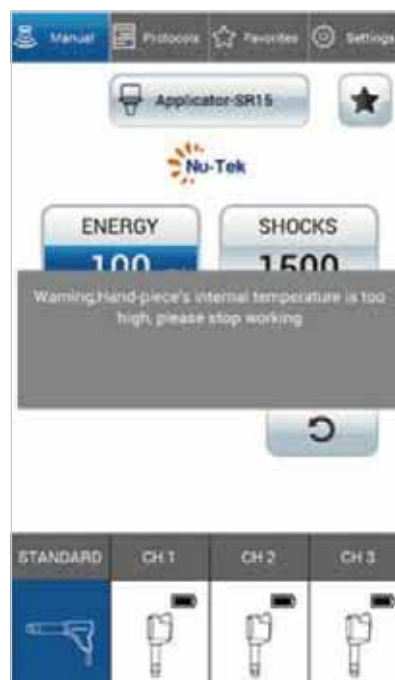 Manual Protocols Favorites Settings
Applicator-SR15
Nu-Tek
ENERGY SHOCKS
100 1500
Warning,Hand-piece's internal temperature is too
high, please stop working
STANDARD CH 1 CH 2 CH 3